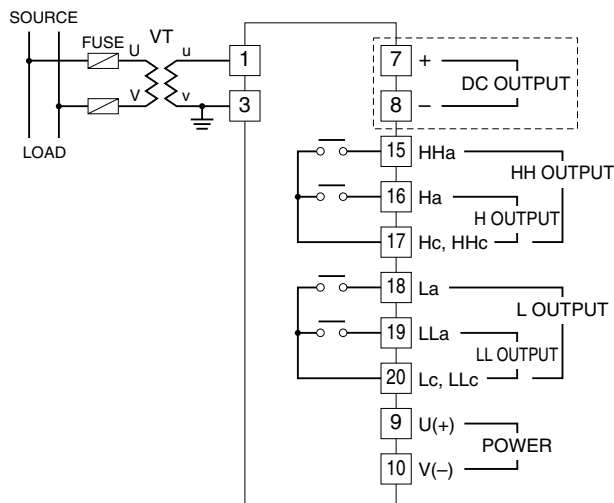 SOURCE
FUSE U VT u
V v
LOAD
1
3
7 +
8 –
DC OUTPUT
15 HHa
16 Ha
17 Hc, HHc
HH OUTPUT
H OUTPUT
18 La
19 LLa
20 Lc, LLc
L OUTPUT
LL OUTPUT
9 U(+)
10 V(–)
POWER